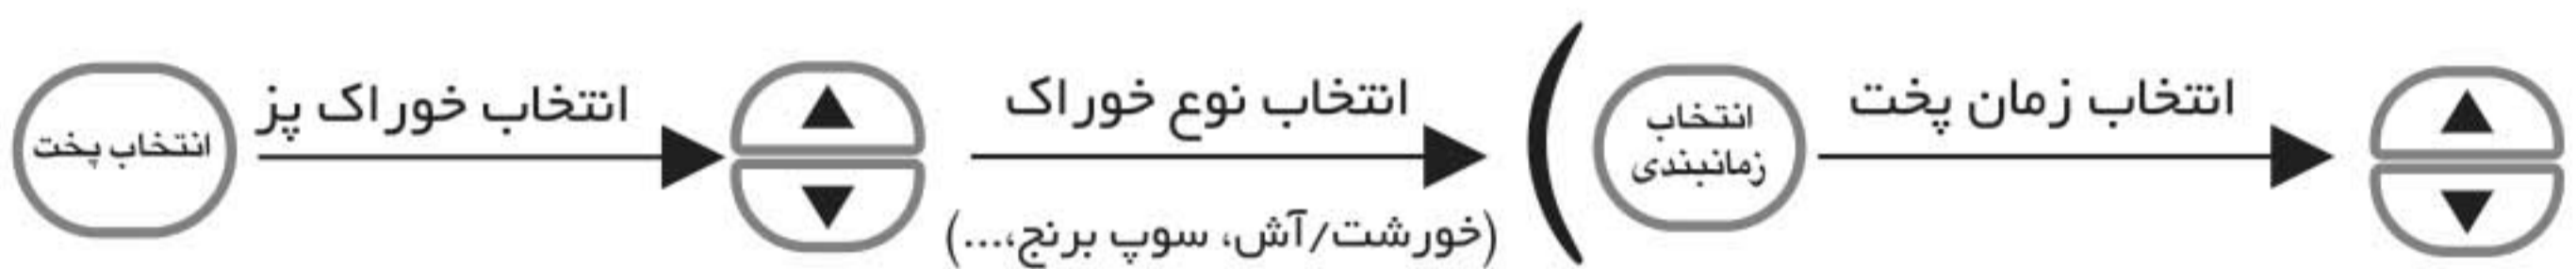 انتخاب پخت
انتخاب خوراک پز
انتخاب نوع خوراک
(خورشت/آش، سوپ برنج،...)
انتخاب
زمانبندی
انتخاب زمان پخت